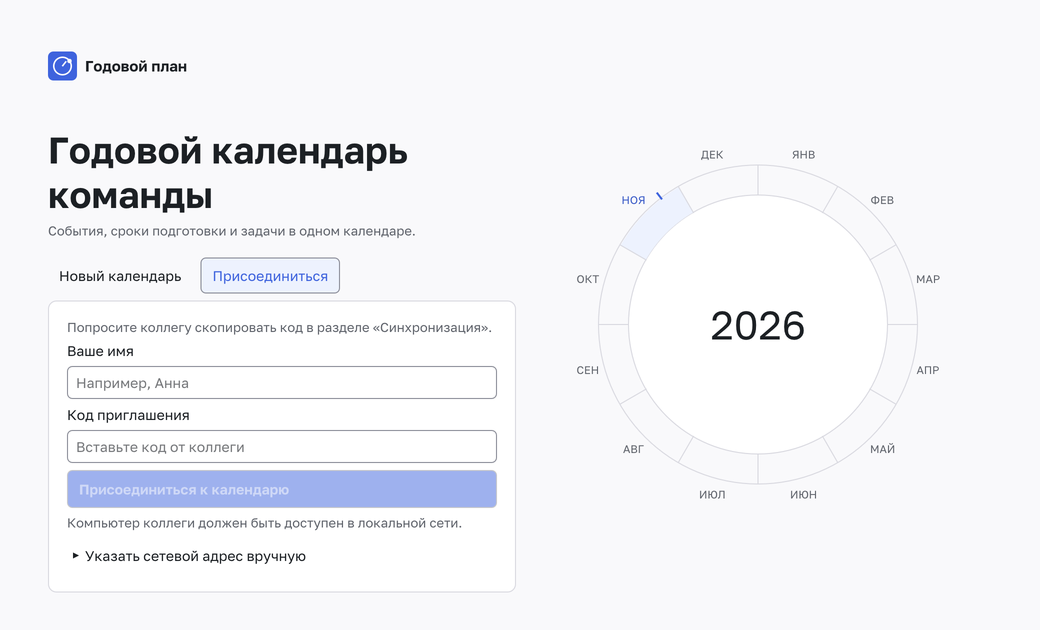 Годовой план
Годовой календарь
команды
События, сроки подготовки и задачи в одном календаре.
Новый календарь
Присоединиться
Попросите коллегу скопировать код в разделе «Синхронизация».
Ваше имя
Например, Анна
Код приглашения
Вставьте код от коллеги
Присоединиться к календарю
Компьютер коллеги должен быть доступен в локальной сети.
Указать сетевой адрес вручную
ЯНВ
ФЕВ
МАР
АПР
МАЙ
ИЮН
ИЮЛ
АВГ
СЕН
ОКТ
НОЯ
ДЕК
2026